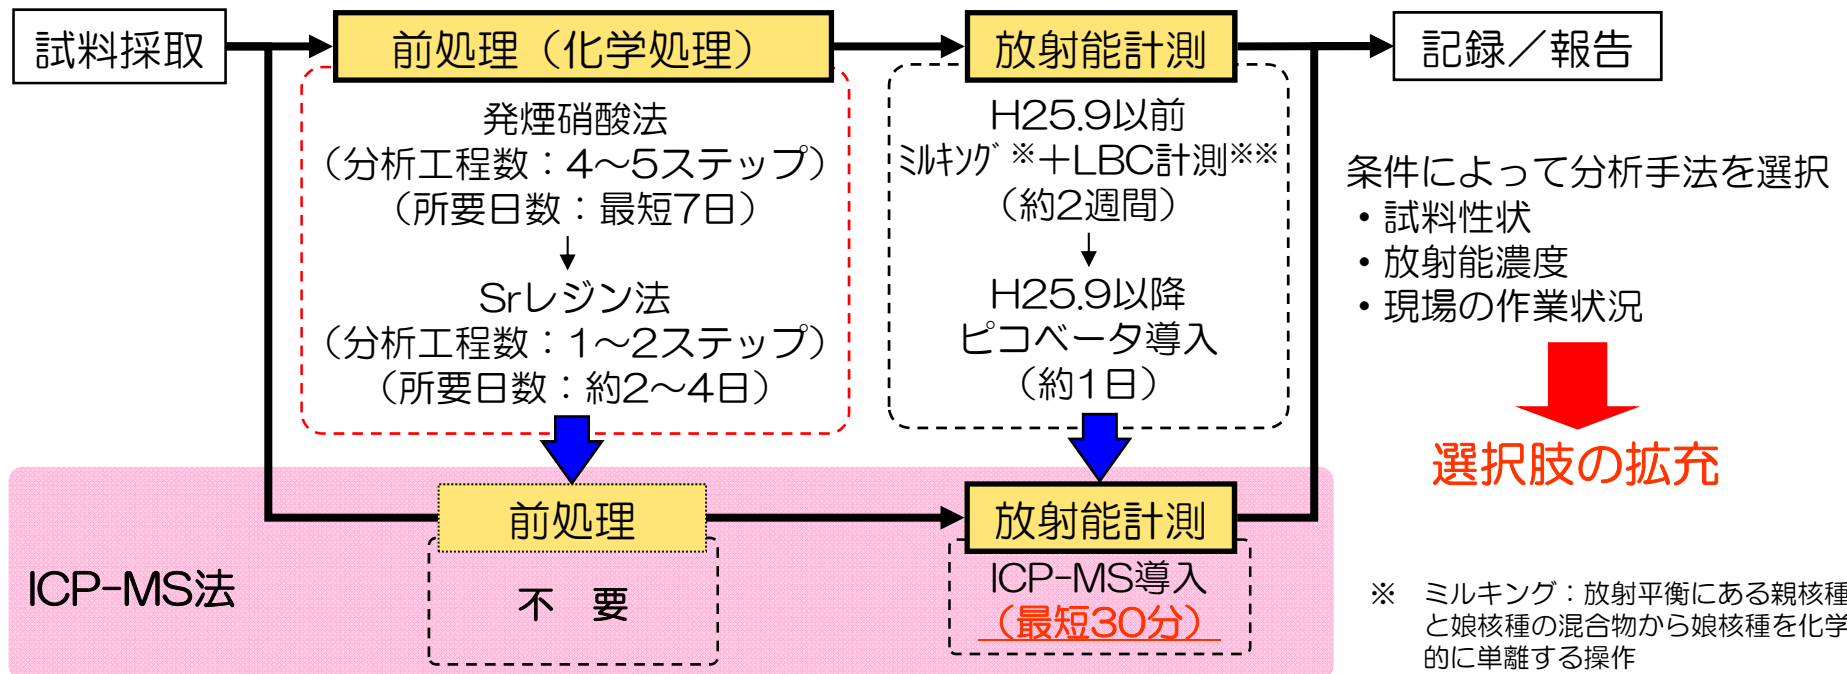 試料採取
前処理（化学処理）
放射能計測
記録／報告
発煙硝酸法
（分析工程数：4～5ステップ）
（所要日数：最短7日）
↓
Srレジン法
（分析工程数：1～2ステップ）
（所要日数：約2～4日）
H25.9以前
ﾐﾙｷﾝｸﾞ※＋LBC計測※※
（約2週間）
↓
H25.9以降
ピコベータ導入
（約1日）
条件によって分析手法を選択
・試料性状
・放射能濃度
・現場の作業状況
選択肢の拡充
ICP-MS法
前処理
不　要
放射能計測
ICP-MS導入
（最短30分）
※　ミルキング：放射平衡にある親核種
と娘核種の混合物から娘核種を化学
的に単離する操作